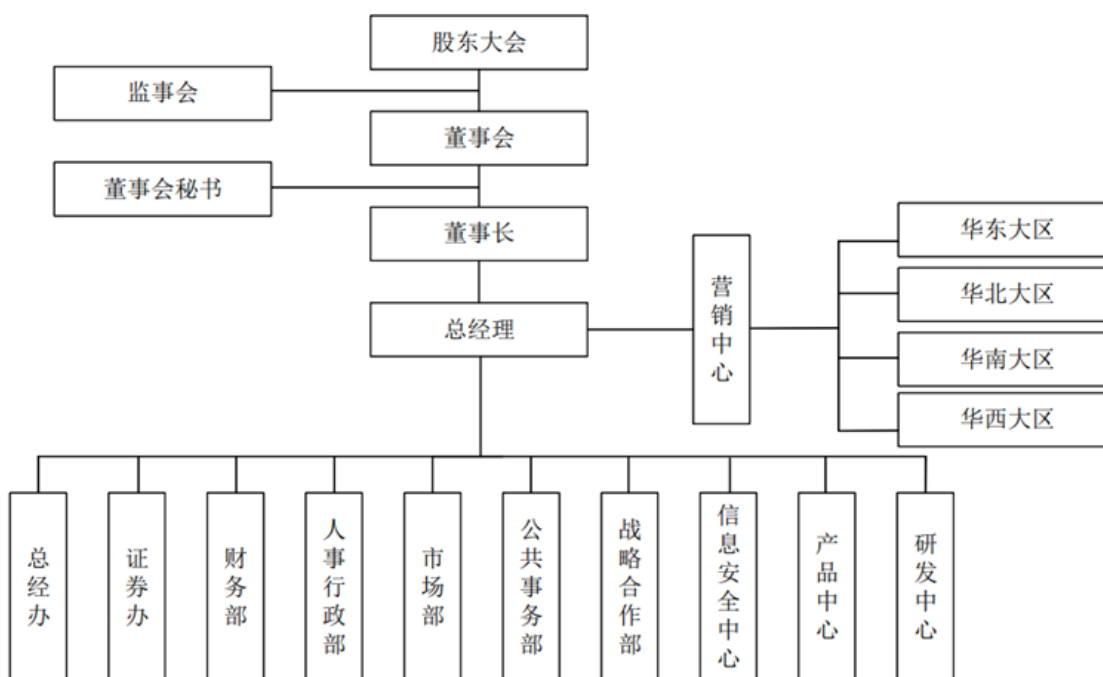 股东大会
监事会
董事会
董事会秘书
董事长
华东大区
营销中心
华北大区
总经理
华南大区
华西大区
总经办
证券办
财务部
人事行政部
市场部
公共事务部
战略合作部
信息安全中心
产品中心
研发中心